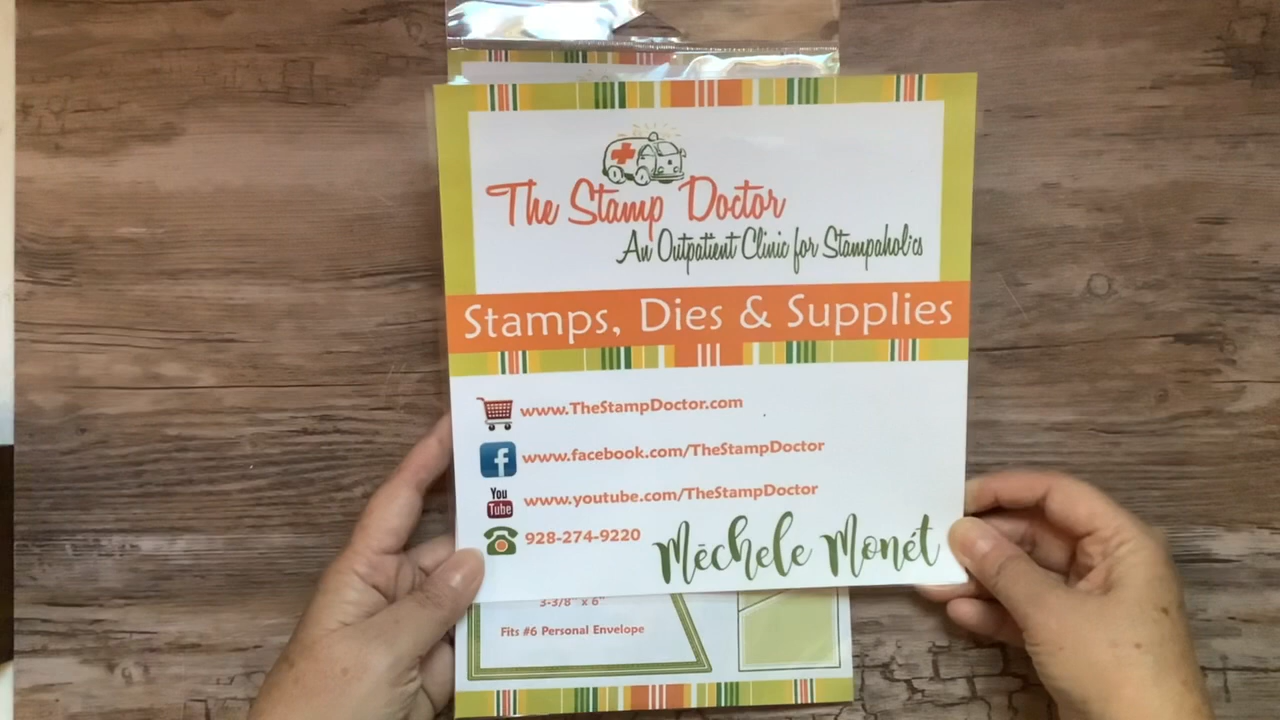 The Stamp Doctor
An Outpatient Clinic for Stampaholics
Stamps, Dies & Supplies
www.TheStampDoctor.com
f www.facebook.com/TheStampDoctor
You
Tube www.youtube.com/TheStampDoctor
928-274-9220
Mēchele Monét
3-3/8" x 6"
Fits #6 Personal Envelope